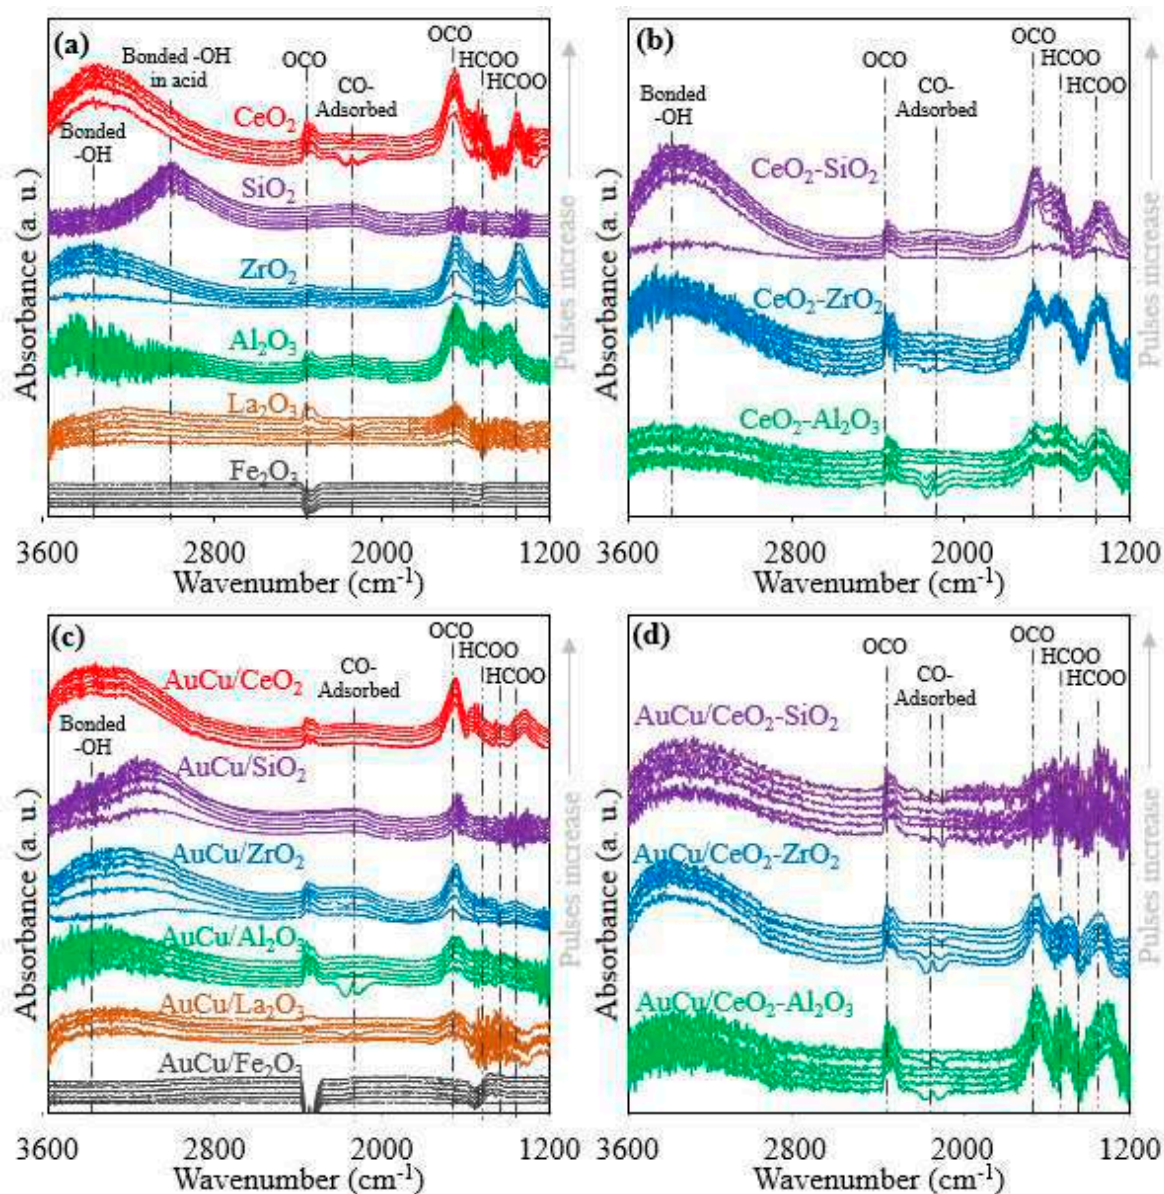 (a)
OCO
HCOO
HCOO
Bonded -OH
in acid
OCO
CO-
Adsorbed
Bonded
-OH
CeO₂
SiO₂
ZrO₂
Al₂O₃
La₂O₃
Fe₂O₃
Absorbance (a. u.)
Pulses increase
3600 2800 2000 1200
Wavenumber (cm⁻¹)
(b)
OCO
HCOO
HCOO
Bonded
-OH
OCO
CO-
Adsorbed
CeO₂-SiO₂
CeO₂-ZrO₂
CeO₂-Al₂O₃
Absorbance (a. u.)
Pulses increase
3600 2800 2000 1200
Wavenumber (cm⁻¹)
(c)
OCO
HCOO
HCOO
CO-
Adsorbed
Bonded
-OH
AuCu/CeO₂
AuCu/SiO₂
AuCu/ZrO₂
AuCu/Al₂O₃
AuCu/La₂O₃
AuCu/Fe₂O₃
Absorbance (a. u.)
Pulses increase
3600 2800 2000 1200
Wavenumber (cm⁻¹)
(d)
OCO
HCOO
HCOO
OCO
CO-
Adsorbed
AuCu/CeO₂-SiO₂
AuCu/CeO₂-ZrO₂
AuCu/CeO₂-Al₂O₃
Absorbance (a. u.)
Pulses increase
3600 2800 2000 1200
Wavenumber (cm⁻¹)